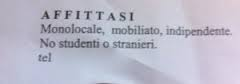 AFFITTASI
Monolocale, mobiliato, indipendente.
No studenti o stranieri.
tel